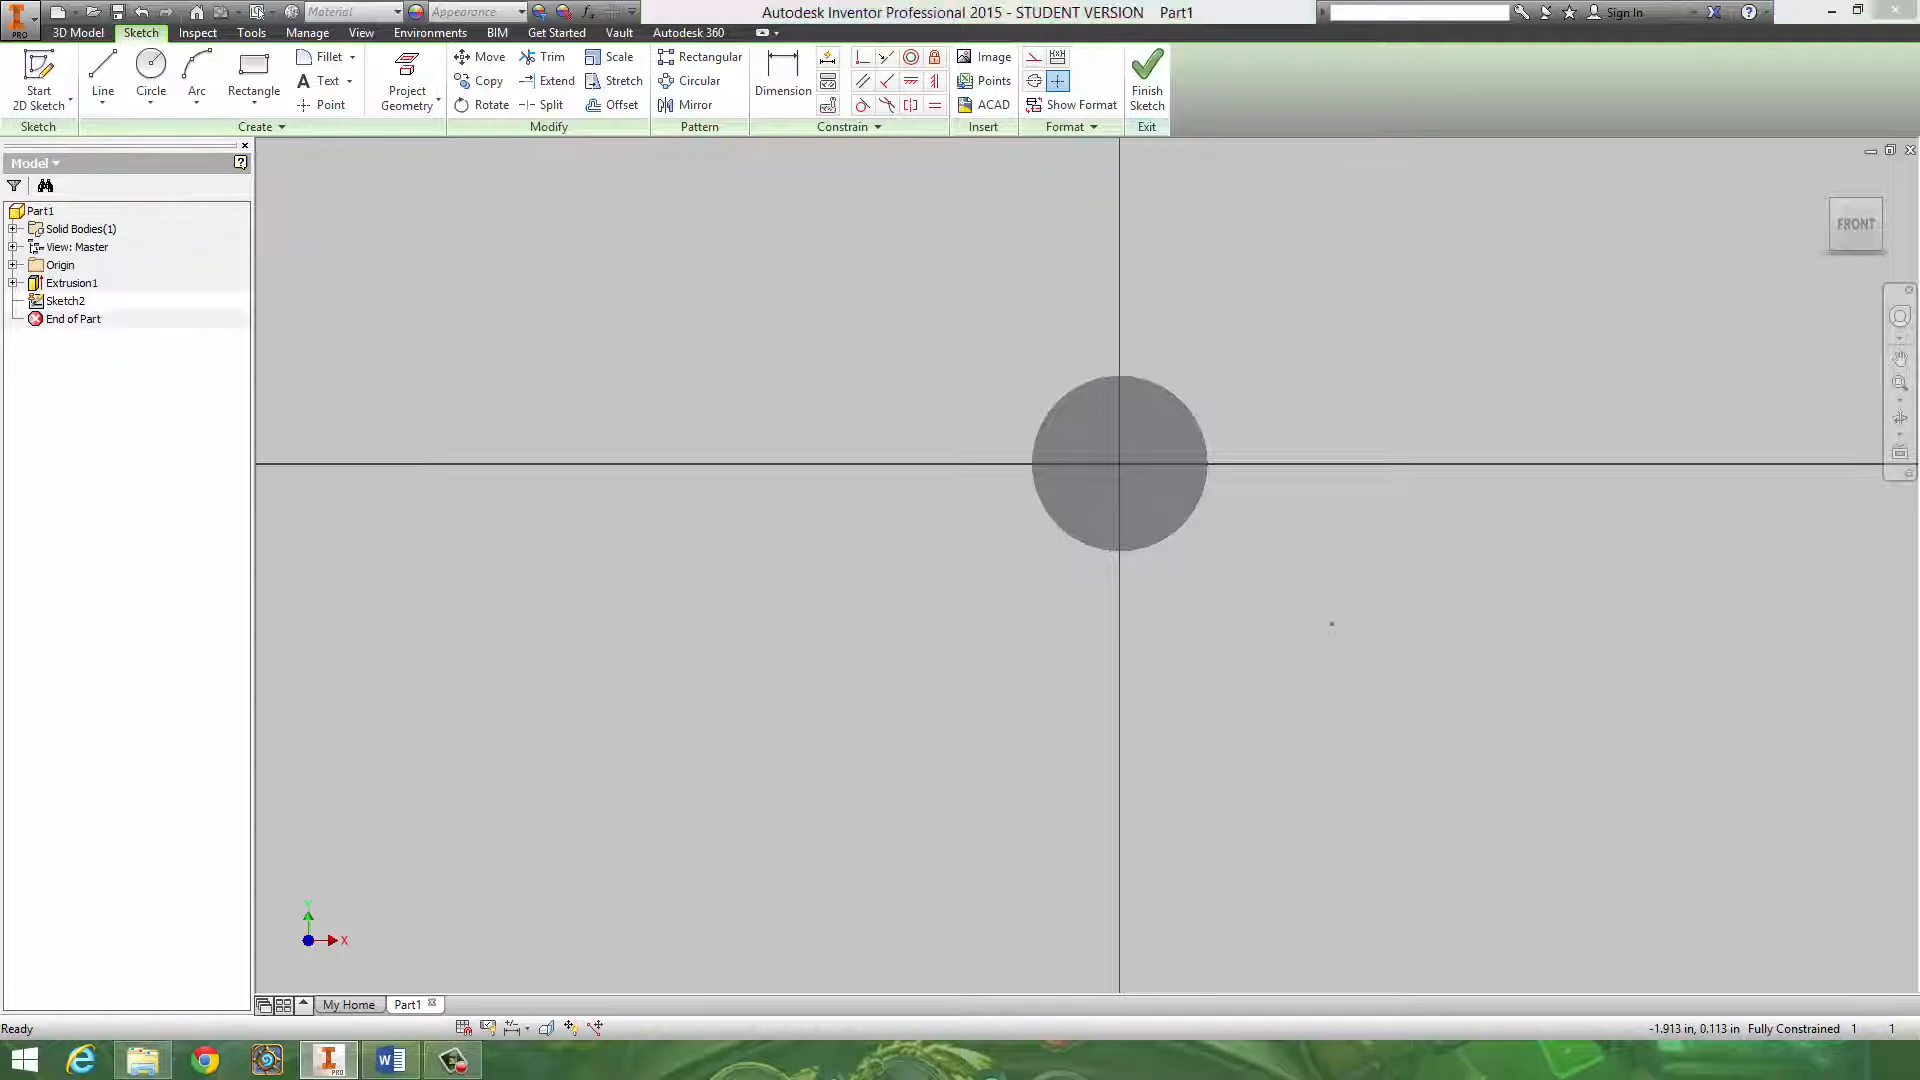 Material
Appearance
Autodesk Inventor Professional 2015 - STUDENT VERSION Part1
Sign In
PRO
3D Model Sketch Inspect Tools Manage View Environments BIM Get Started Vault Autodesk 360
Start
2D Sketch
Line
Circle
Arc
Rectangle
Fillet
Text
Point
Project
Geometry
Move Trim Scale
Copy Extend Stretch
Rotate Split Offset
Rectangular
Circular
Mirror
Dimension
Image
Points
ACAD
Show Format
Finish
Sketch
Sketch Create Modify Pattern Constrain Insert Format Exit
Model
Part1
Solid Bodies(1)
View: Master
Origin
Extrusion1
Sketch2
End of Part
FRONT
Y
X
My Home Part1
Ready
-1.913 in, 0.113 in Fully Constrained 1 1
PRO